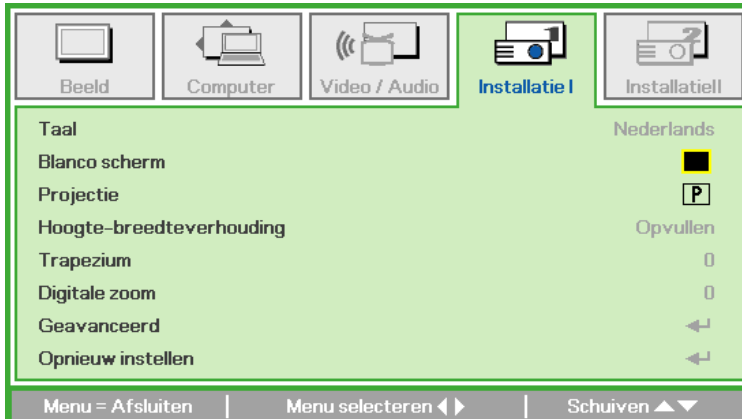 Beeld
Computer
Video / Audio
Installatie I
InstallatieII
Taal Nederlands
Blanco scherm
Projectie P
Hoogte-breedteverhouding Opvullen
Trapezium 0
Digitale zoom 0
Geavanceerd
Opnieuw instellen
Menu = Afsluiten Menu selecteren Schuiven